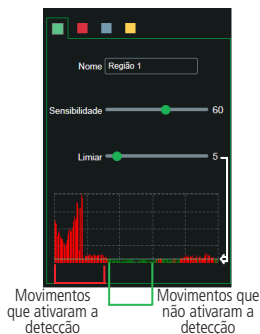 Nome Região 1
Sensibilidade 60
Limiar 5
Movimentos
que ativaram a
detecção
Movimentos que
não ativaram a
detecção